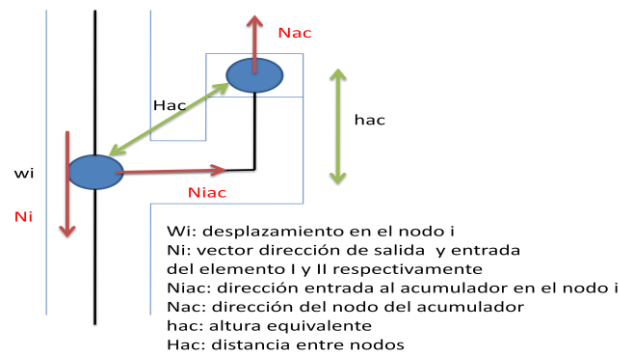 Nac
Hac
hac
wi
Niac
Ni
Wi: desplazamiento en el nodo i
Ni: vector dirección de salida y entrada
del elemento I y II respectivamente
Niac: dirección entrada al acumulador en el nodo i
Nac: dirección del nodo del acumulador
hac: altura equivalente
Hac: distancia entre nodos